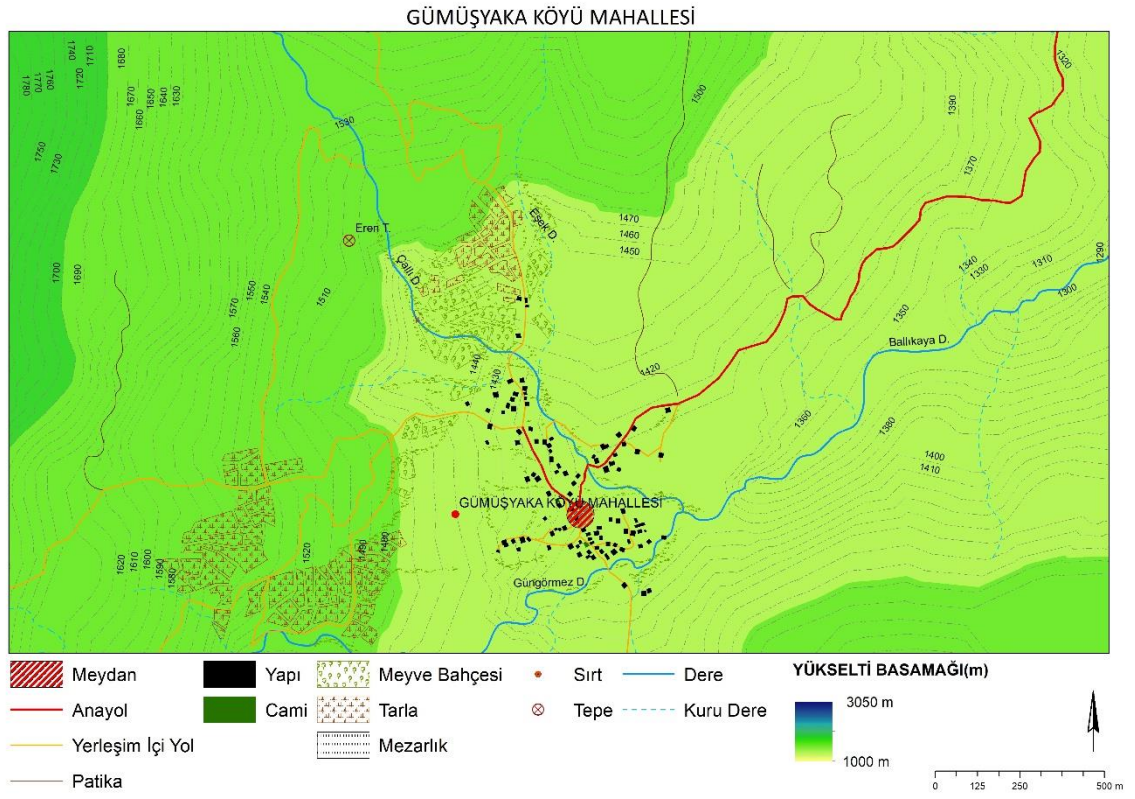 GÜMÜŞYAKA KÖYÜ MAHALLESİ
1740
1710
1680
1320
1780
1770
1760
1720
1670
1650
1640
1630
1660
1500
1390
1530
1750
1730
1370
Eren T.
Eşek D.
1470
1460
1450
Çallı D.
1700
1690
1510
1550
1540
1570
1560
1340
1330
1310
1290
1300
1350
Ballıkaya D.
1440
1430
1420
1360
1380
1400
1410
GÜMÜŞYAKA KÖYÜ MAHALLESİ
1620
1610
1600
1590
1580
1520
1490
1480
Güngörmez D.
Meydan
Yapı
Meyve Bahçesi
Sırt
Dere
YÜKSELTİ BASAMAĞI(m)
Anayol
Cami
Tarla
Tepe
Kuru Dere
3050 m
1000 m
Yerleşim İçi Yol
Mezarlık
Patika
0 125 250 500 m